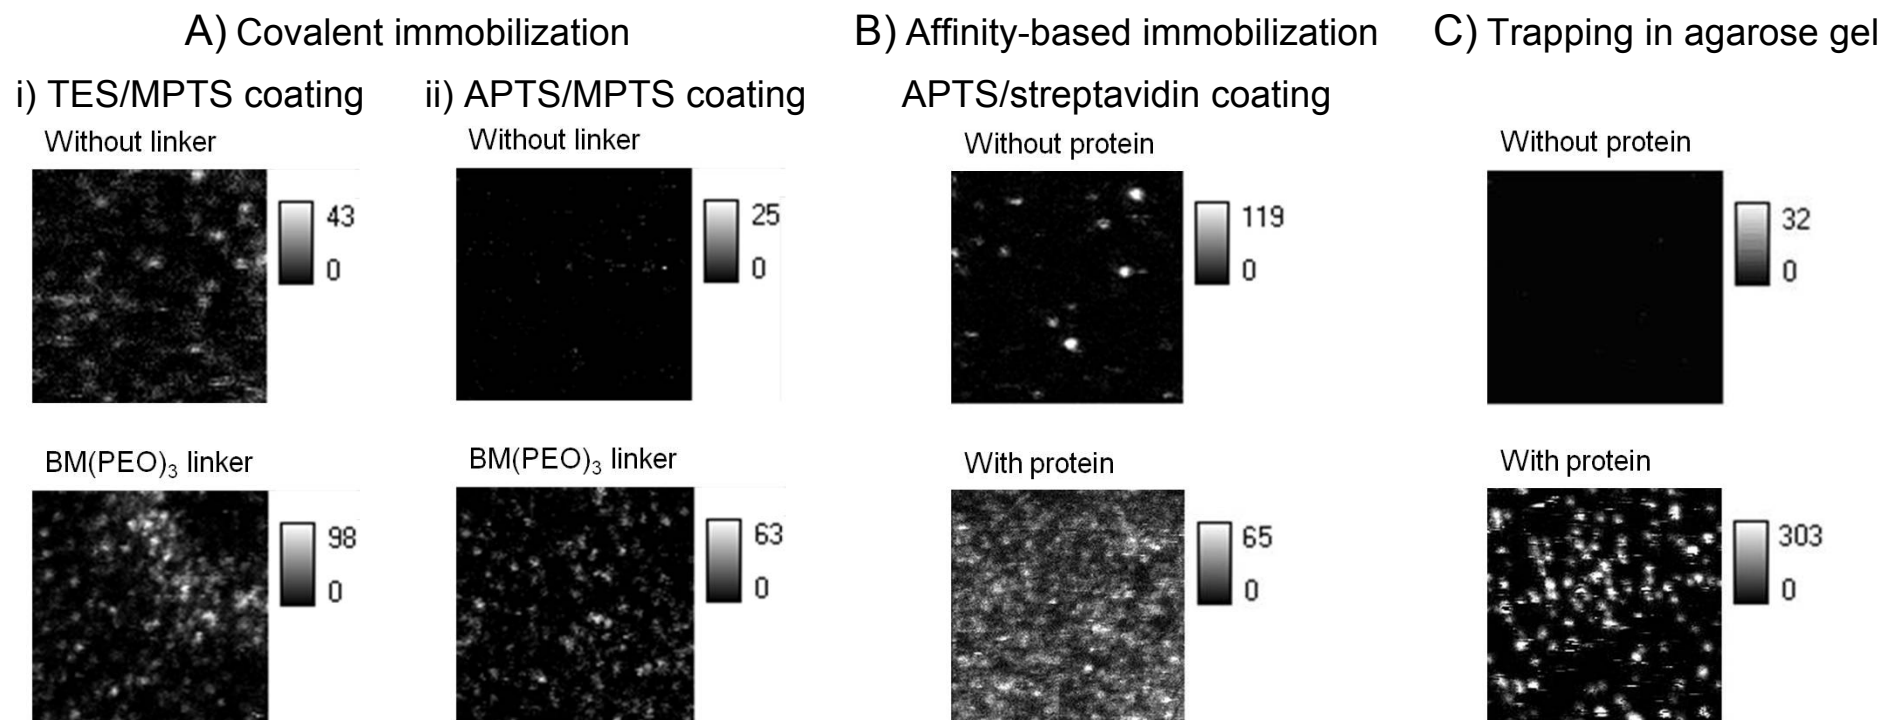 A) Covalent immobilization
B) Affinity-based immobilization
C) Trapping in agarose gel
i) TES/MPTS coating
ii) APTS/MPTS coating
APTS/streptavidin coating
Without linker
Without linker
Without protein
Without protein
43
0
25
0
119
0
32
0
BM(PEO)₃ linker
BM(PEO)₃ linker
With protein
With protein
98
0
63
0
65
0
303
0